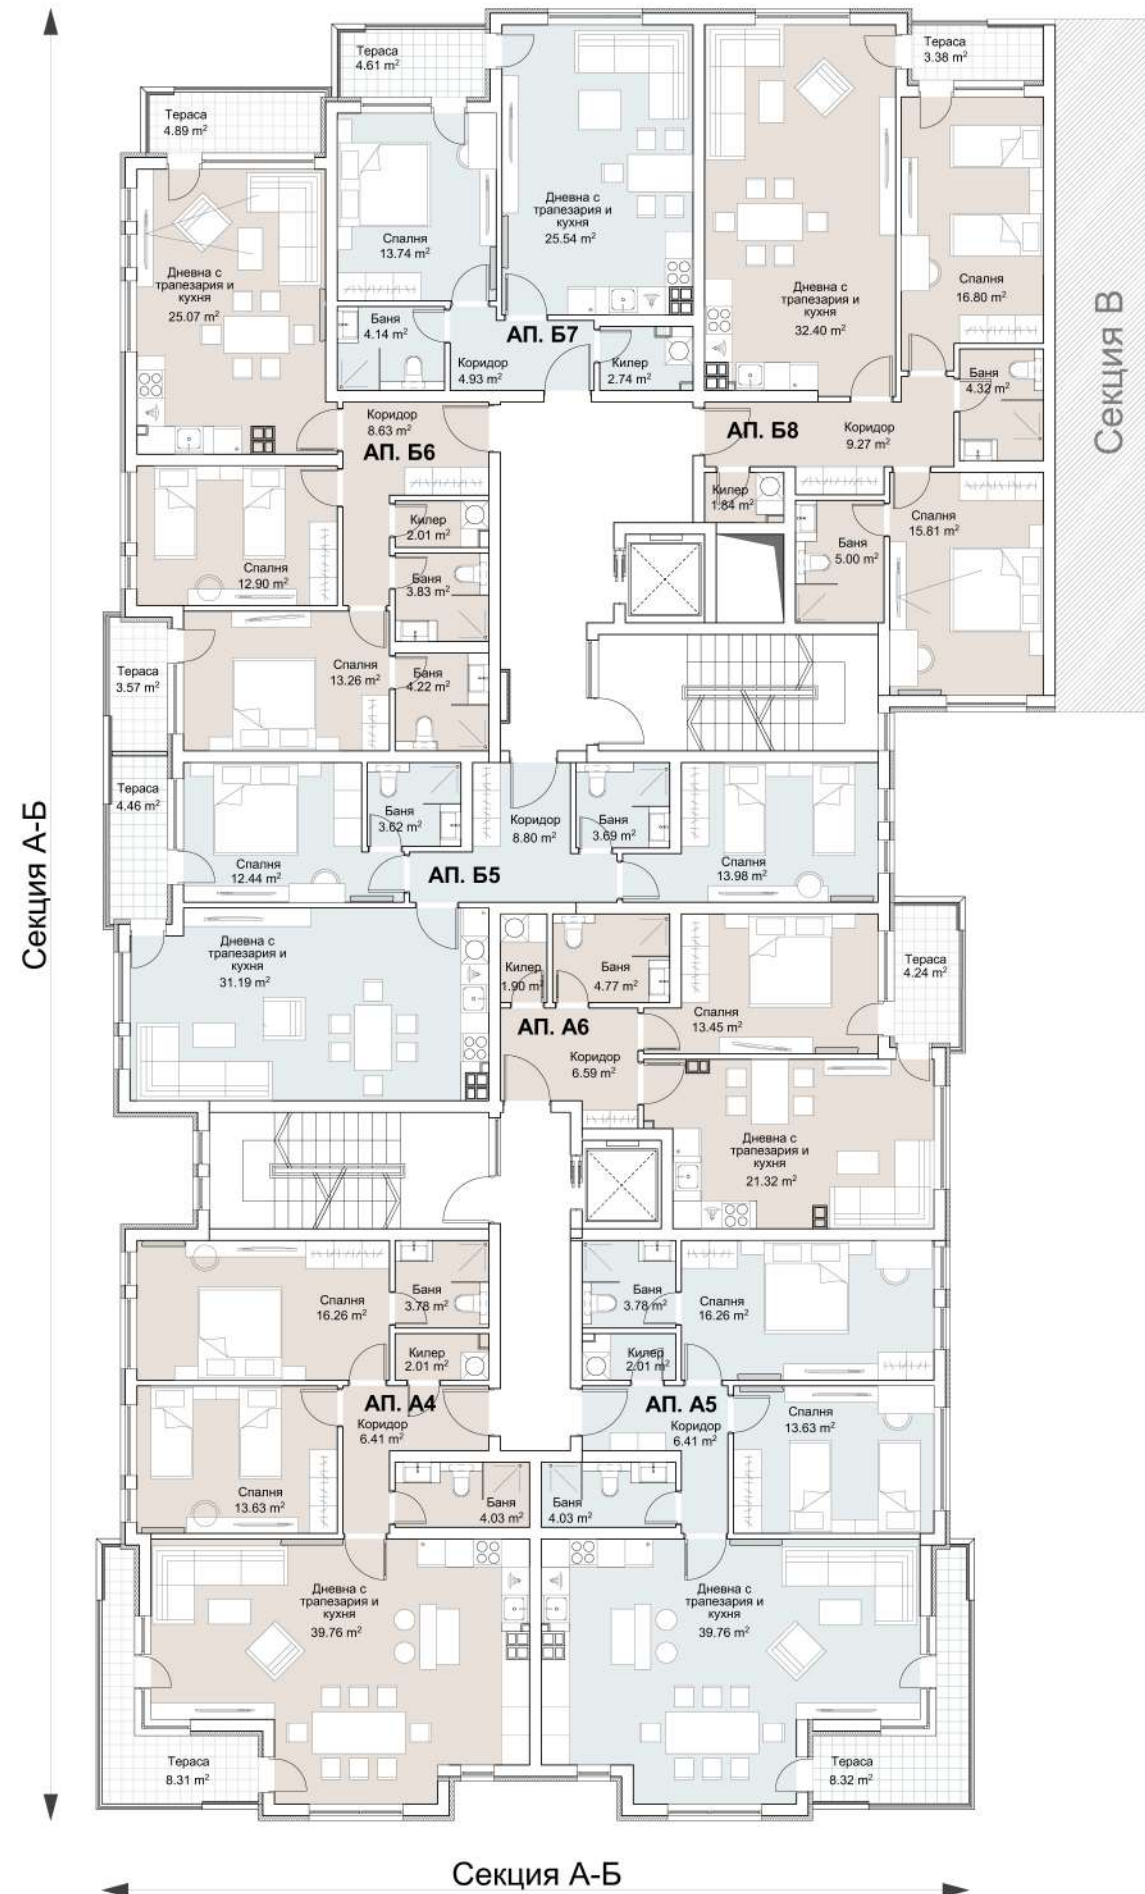 Тераса
4.61 m²
Тераса
3.38 m²
Тераса
4.89 m²
Дневна с
трапезария и
кухня
25.54 m²
Спалня
13.74 m²
Дневна с
трапезария и
кухня
25.07 m²
Дневна с
трапезария и
кухня
32.40 m²
Спалня
16.80 m²
Баня
4.14 m²
АП. Б7
Коридор
4.93 m²
Килер
2.74 m²
Баня
4.32 m²
Секция В
Коридор
8.63 m²
АП. Б6
АП. Б8
Коридор
9.27 m²
Килер
2.01 m²
Килер
1.84 m²
Спалня
15.81 m²
Баня
5.00 m²
Спалня
12.90 m²
Баня
3.83 m²
Тераса
3.57 m²
Спалня
13.26 m²
Баня
4.22 m²
Тераса
4.46 m²
Баня
3.62 m²
Коридор
8.80 m²
Баня
3.69 m²
Спалня
12.44 m²
АП. Б5
Спалня
13.98 m²
Секция А-Б
Дневна с
трапезария и
кухня
31.19 m²
Килер
1.90 m²
Баня
4.77 m²
Тераса
4.24 m²
Спалня
13.45 m²
АП. А6
Коридор
6.59 m²
Дневна с
трапезария и
кухня
21.32 m²
Спалня
16.26 m²
Баня
3.78 m²
Баня
3.78 m²
Спалня
16.26 m²
Килер
2.01 m²
Килер
2.01 m²
АП. А4
Коридор
6.41 m²
АП. А5
Коридор
6.41 m²
Спалня
13.63 m²
Спалня
13.63 m²
Баня
4.03 m²
Баня
4.03 m²
Дневна с
трапезария и
кухня
39.76 m²
Дневна с
трапезария и
кухня
39.76 m²
Тераса
8.31 m²
Тераса
8.32 m²
Секция А-Б